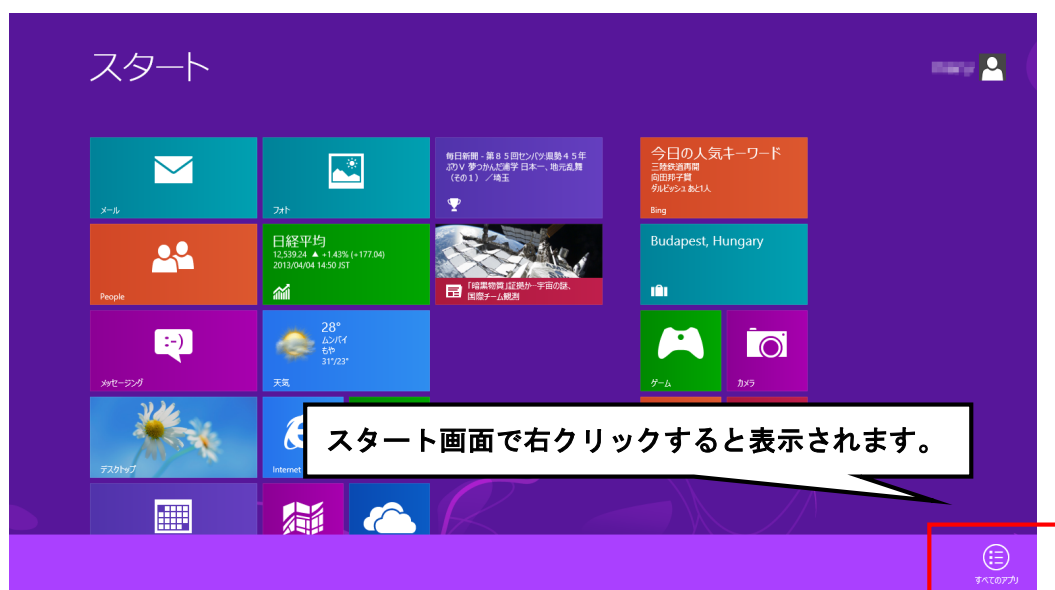 スタート
メール
フォト
毎日新聞 - 第８５回センバツ:県勢４５年
ぶりＶ 夢つかんだ浦学 日本一、地元乱舞
（その１） ／埼玉
今日の人気キーワード
三陸鉄道再開
向田邦子賞
ダルビッシュ あと1人
Bing
People
日経平均
12,539.24 ▲ +1.43% (+177.04)
2013/04/04 14:50 JST
「暗黒物質」証拠か…宇宙の謎、
国際チーム観測
Budapest, Hungary
メッセージング
28°
ムンバイ
もや
31°/23°
天気
ゲーム
カメラ
デスクトップ
Internet
スタート画面で右クリックすると表示されます。
すべてのアプリ